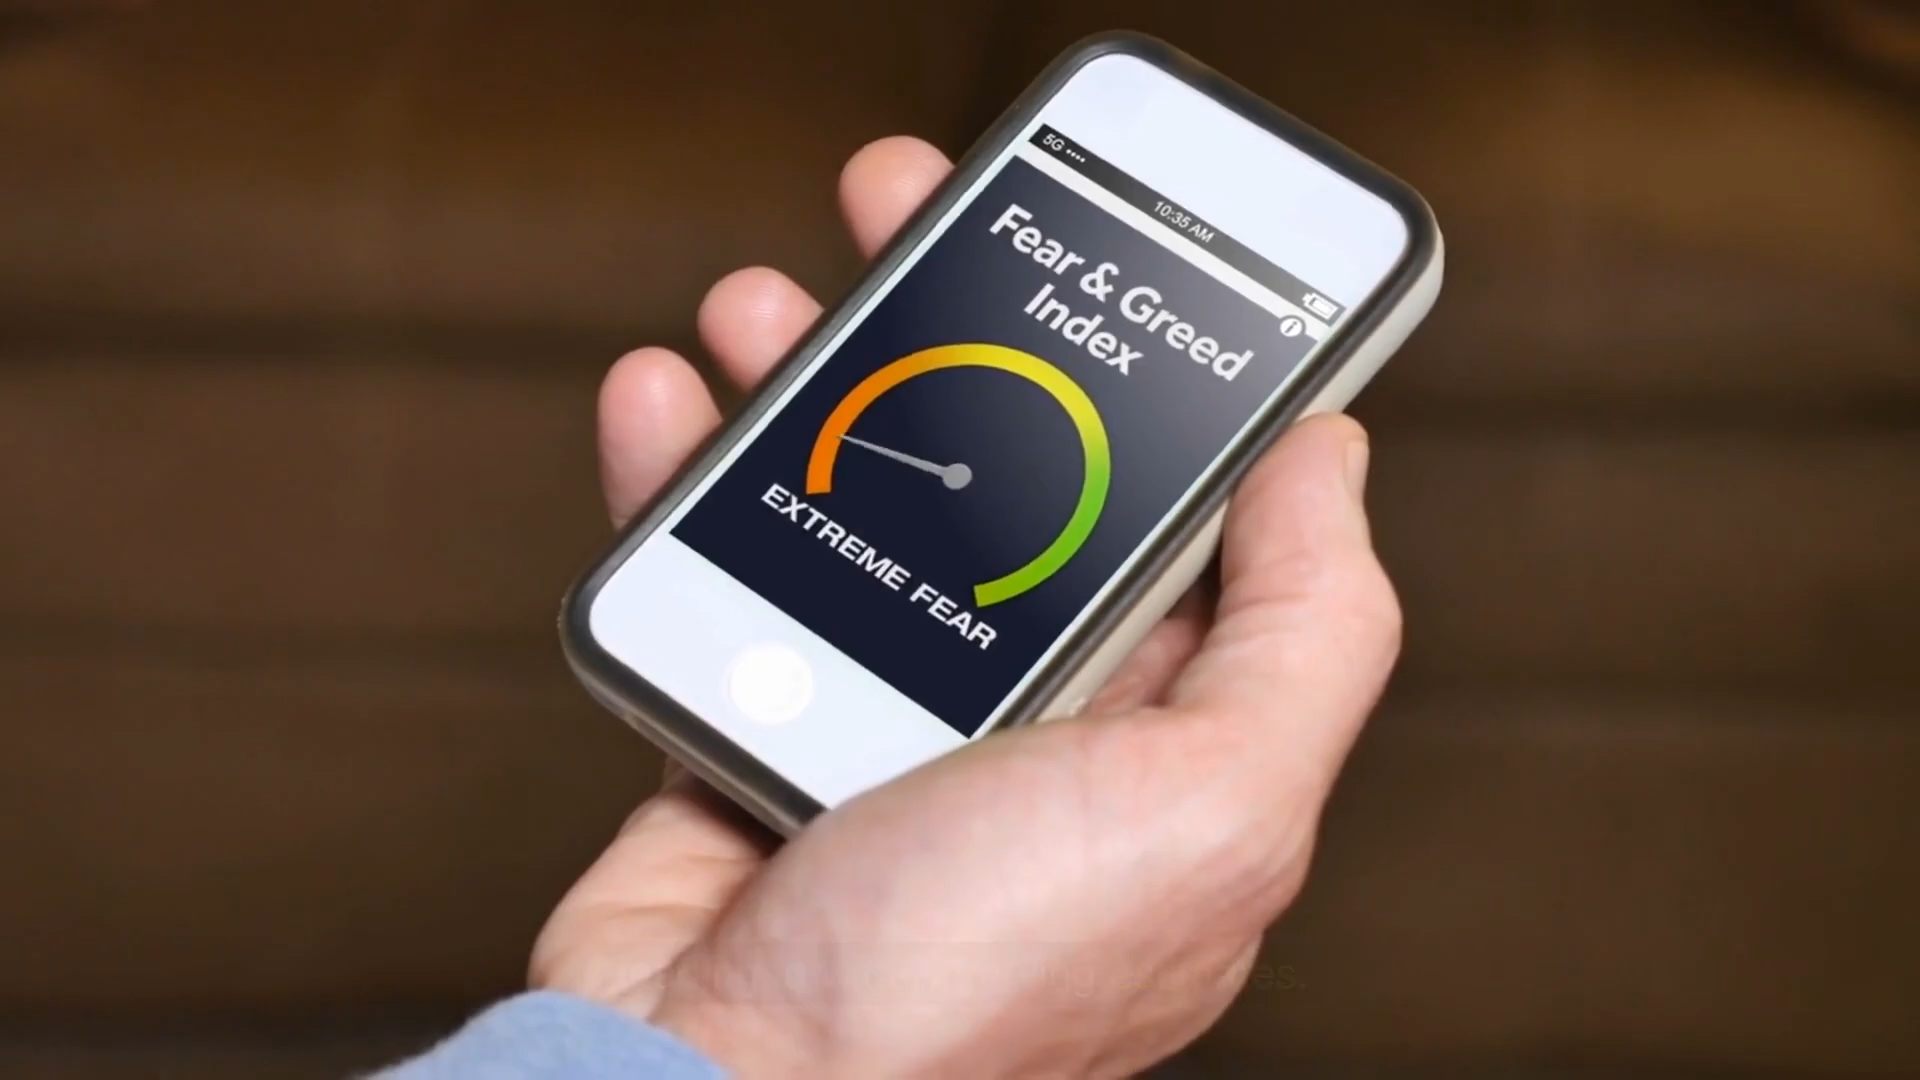 5G
10:35 AM
Fear & Greed
Index
EXTREME FEAR